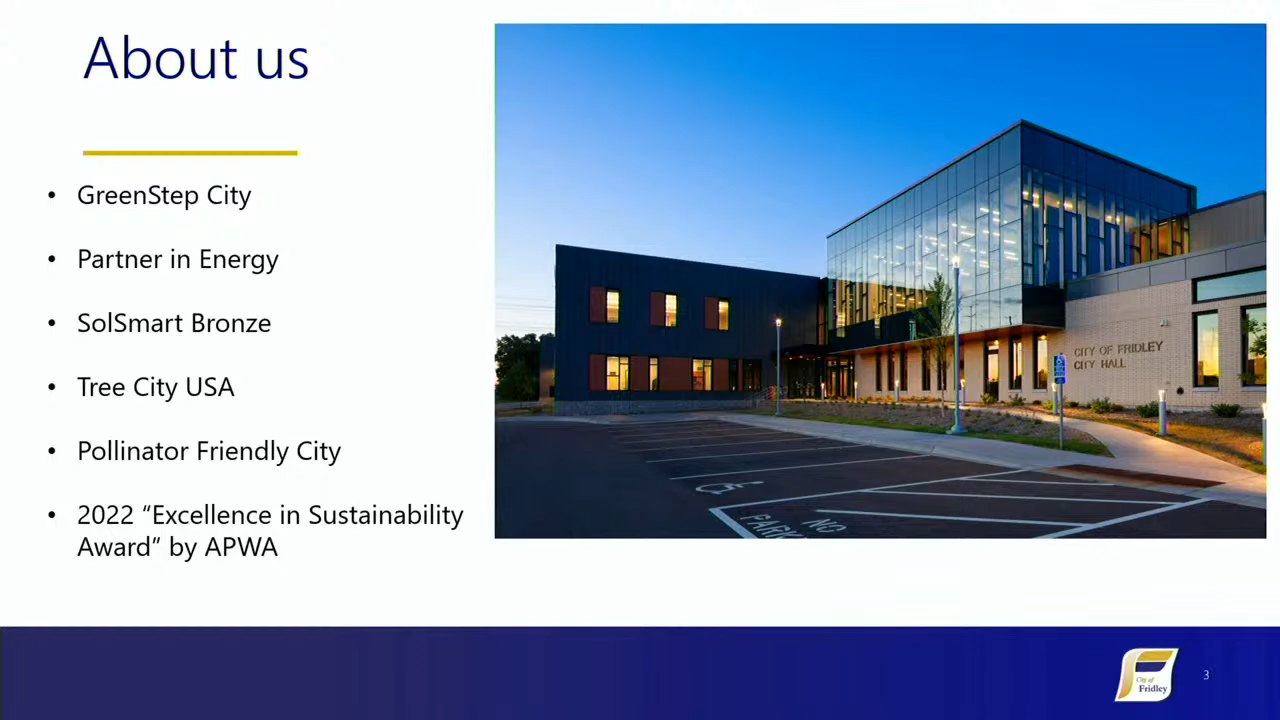 About us
• GreenStep City
• Partner in Energy
• SolSmart Bronze
• Tree City USA
• Pollinator Friendly City
• 2022 “Excellence in Sustainability
Award” by APWA
CITY OF FRIDLEY
CITY HALL
NO
City of
Fridley
3